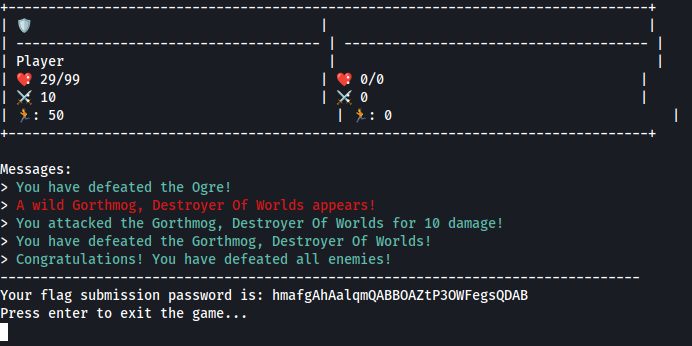 +---------------------------------------------------------------------------+
| 🛡️ | |
| ------------------------------------ | ------------------------------------ |
| Player | |
| ❤️: 29/99 | ❤️: 0/0 |
| ⚔️ 10 | ⚔️ 0 |
| 🏃: 50 | 🏃: 0 |
+---------------------------------------------------------------------------+
Messages:
> You have defeated the Ogre!
> A wild Gorthmog, Destroyer Of Worlds appears!
> You attacked the Gorthmog, Destroyer Of Worlds for 10 damage!
> You have defeated the Gorthmog, Destroyer Of Worlds!
> Congratulations! You have defeated all enemies!
---------------------------------------------------------------------------
Your flag submission password is: hmafgAhAalqmQABBOAZtP3OWFegsQDAB
Press enter to exit the game...